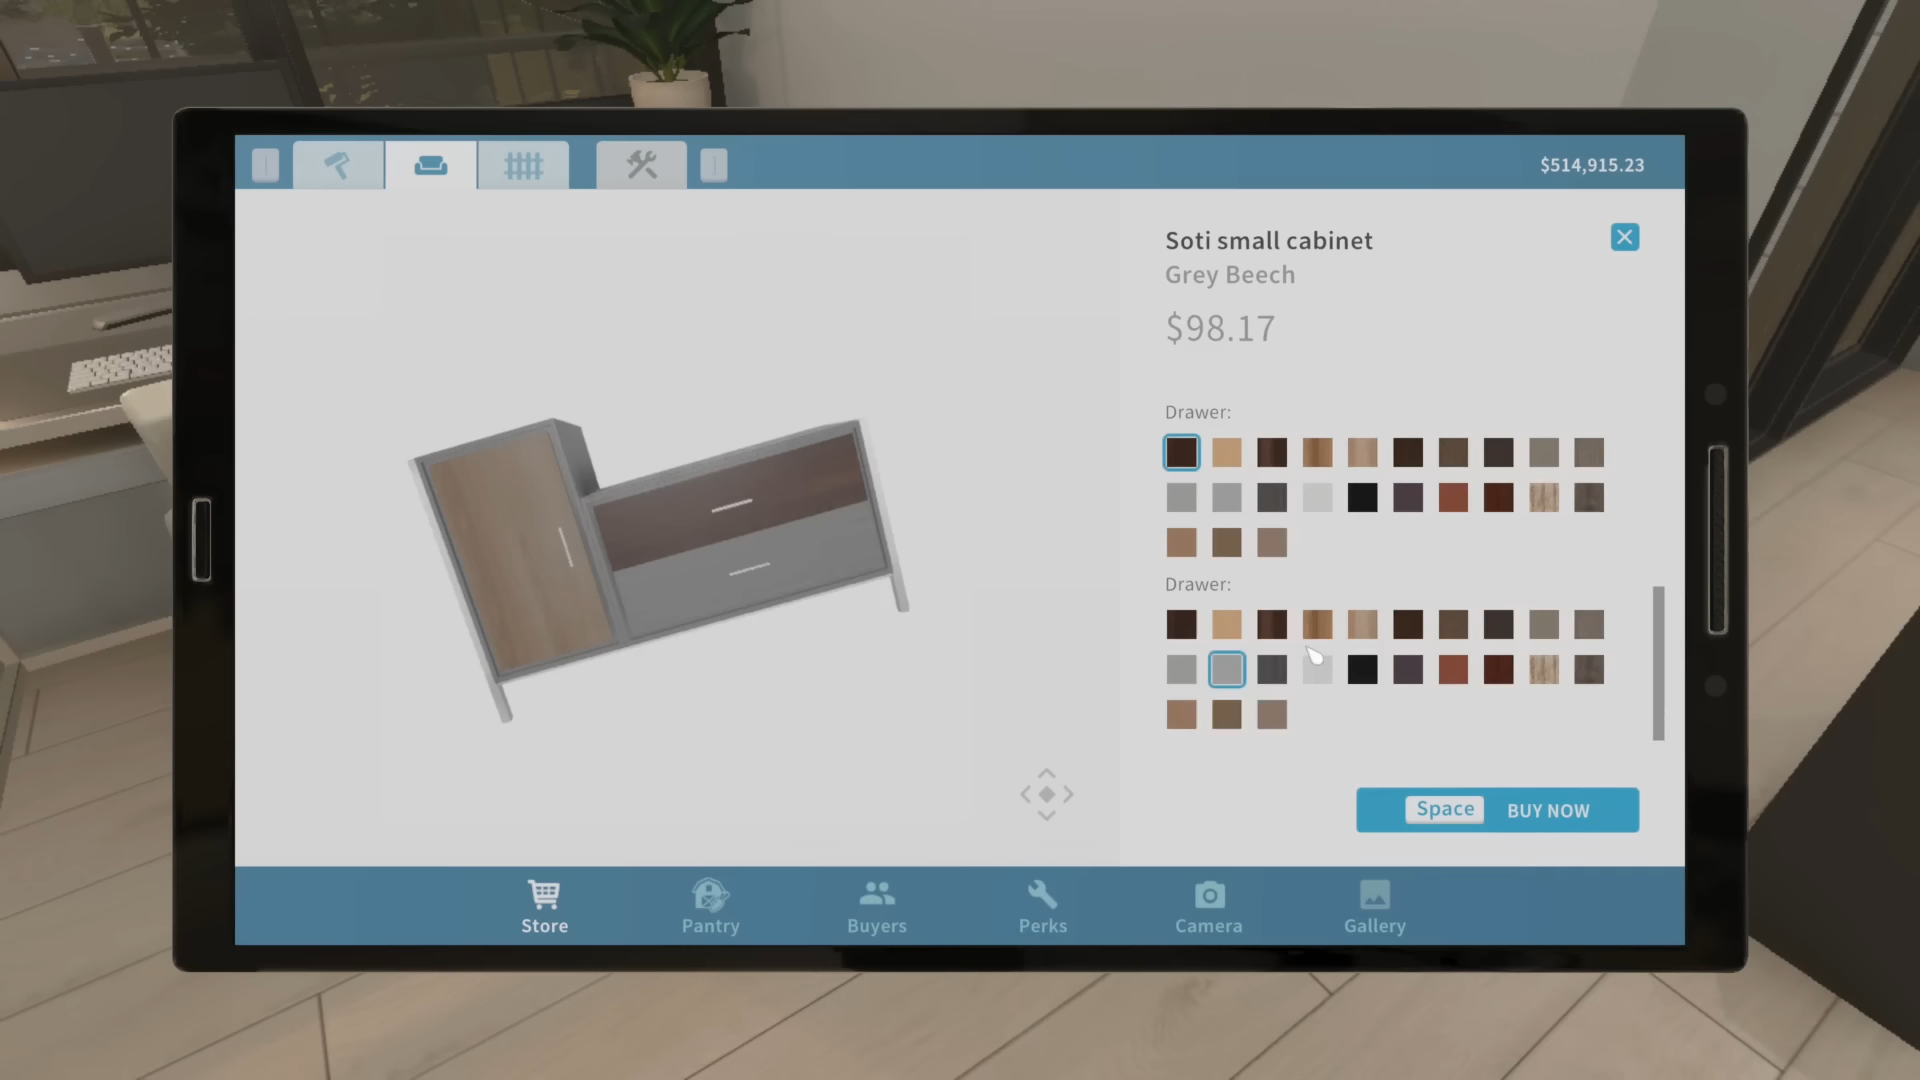 $514,915.23
Soti small cabinet
Grey Beech
$98.17
Drawer:
Drawer:
Space BUY NOW
Store Pantry Buyers Perks Camera Gallery